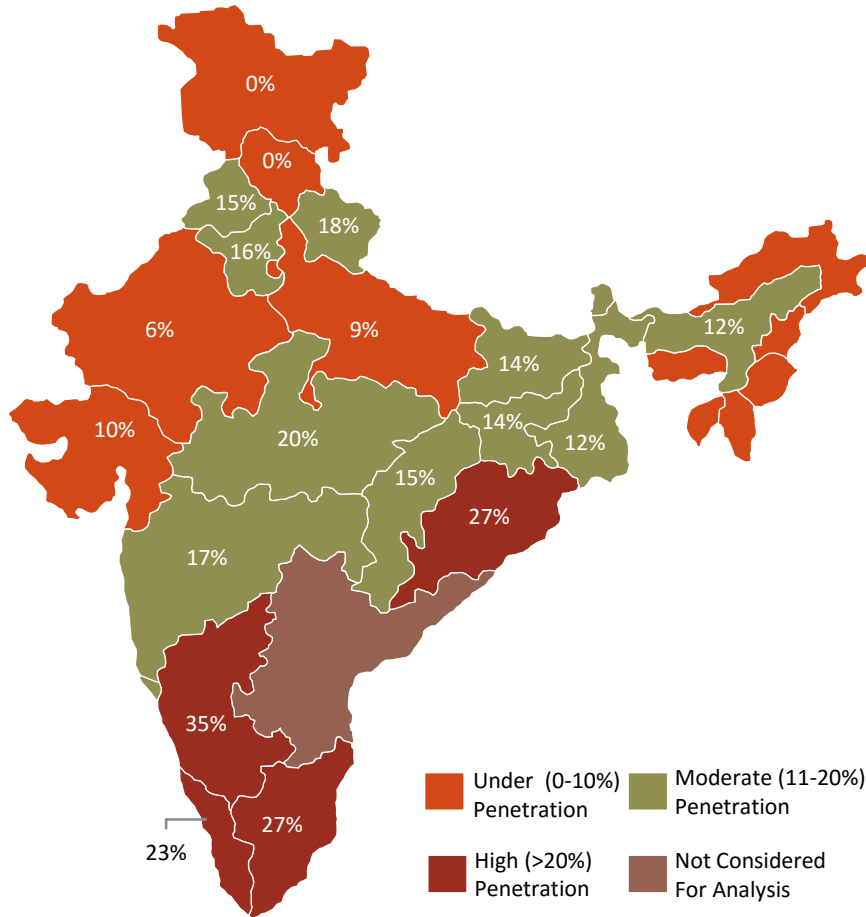 0%
0%
15%
18%
16%
6%
9%
12%
14%
10%
14%
20%
12%
15%
27%
17%
35%
27%
23%
Under (0-10%)
Penetration
Moderate (11-20%)
Penetration
High (>20%)
Penetration
Not Considered
For Analysis